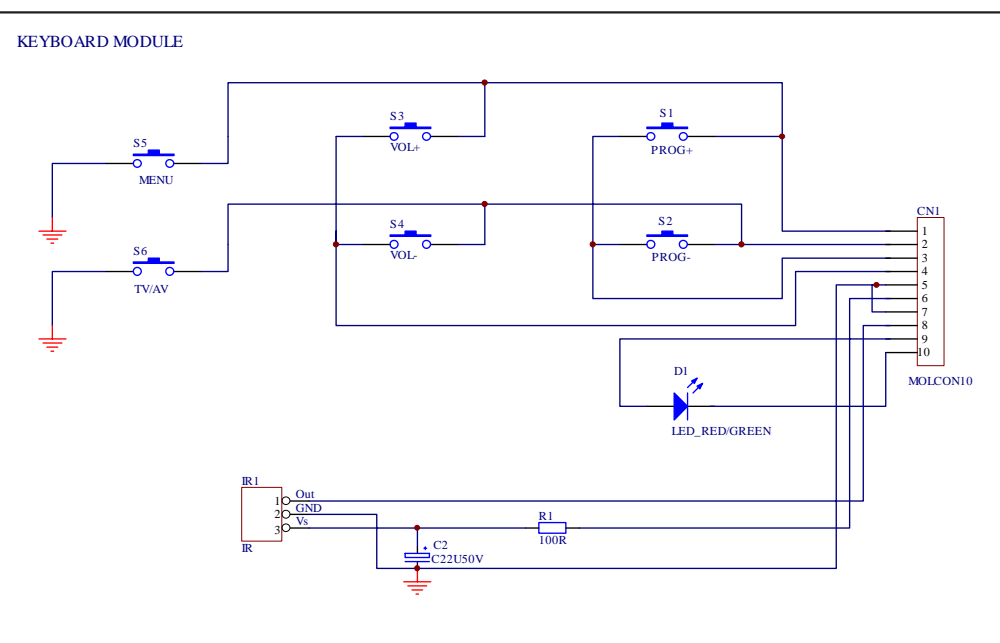 KEYBOARD MODULE
S5
MENU
S3
VOL+
S1
PROG+
S6
TV/AV
S4
VOL-
S2
PROG-
CN1
1
2
3
4
5
6
7
8
9
10
MOLCON10
D1
LED_RED/GREEN
IR1
1 Out
2 GND
3 Vs
IR
R1
100R
C2
C22U50V